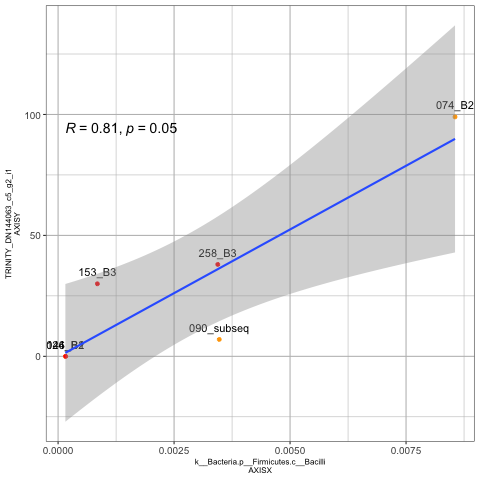 074_B2
100
R = 0.81, p = 0.05
258_B3
50
153_B3
090_subseq
0
0.0000
0.0025
0.0050
0.0075
k__Bacteria.p__Firmicutes.c__Bacilli
AXISX
TRINITY_DN144063_c5_g2_i1
AXISY